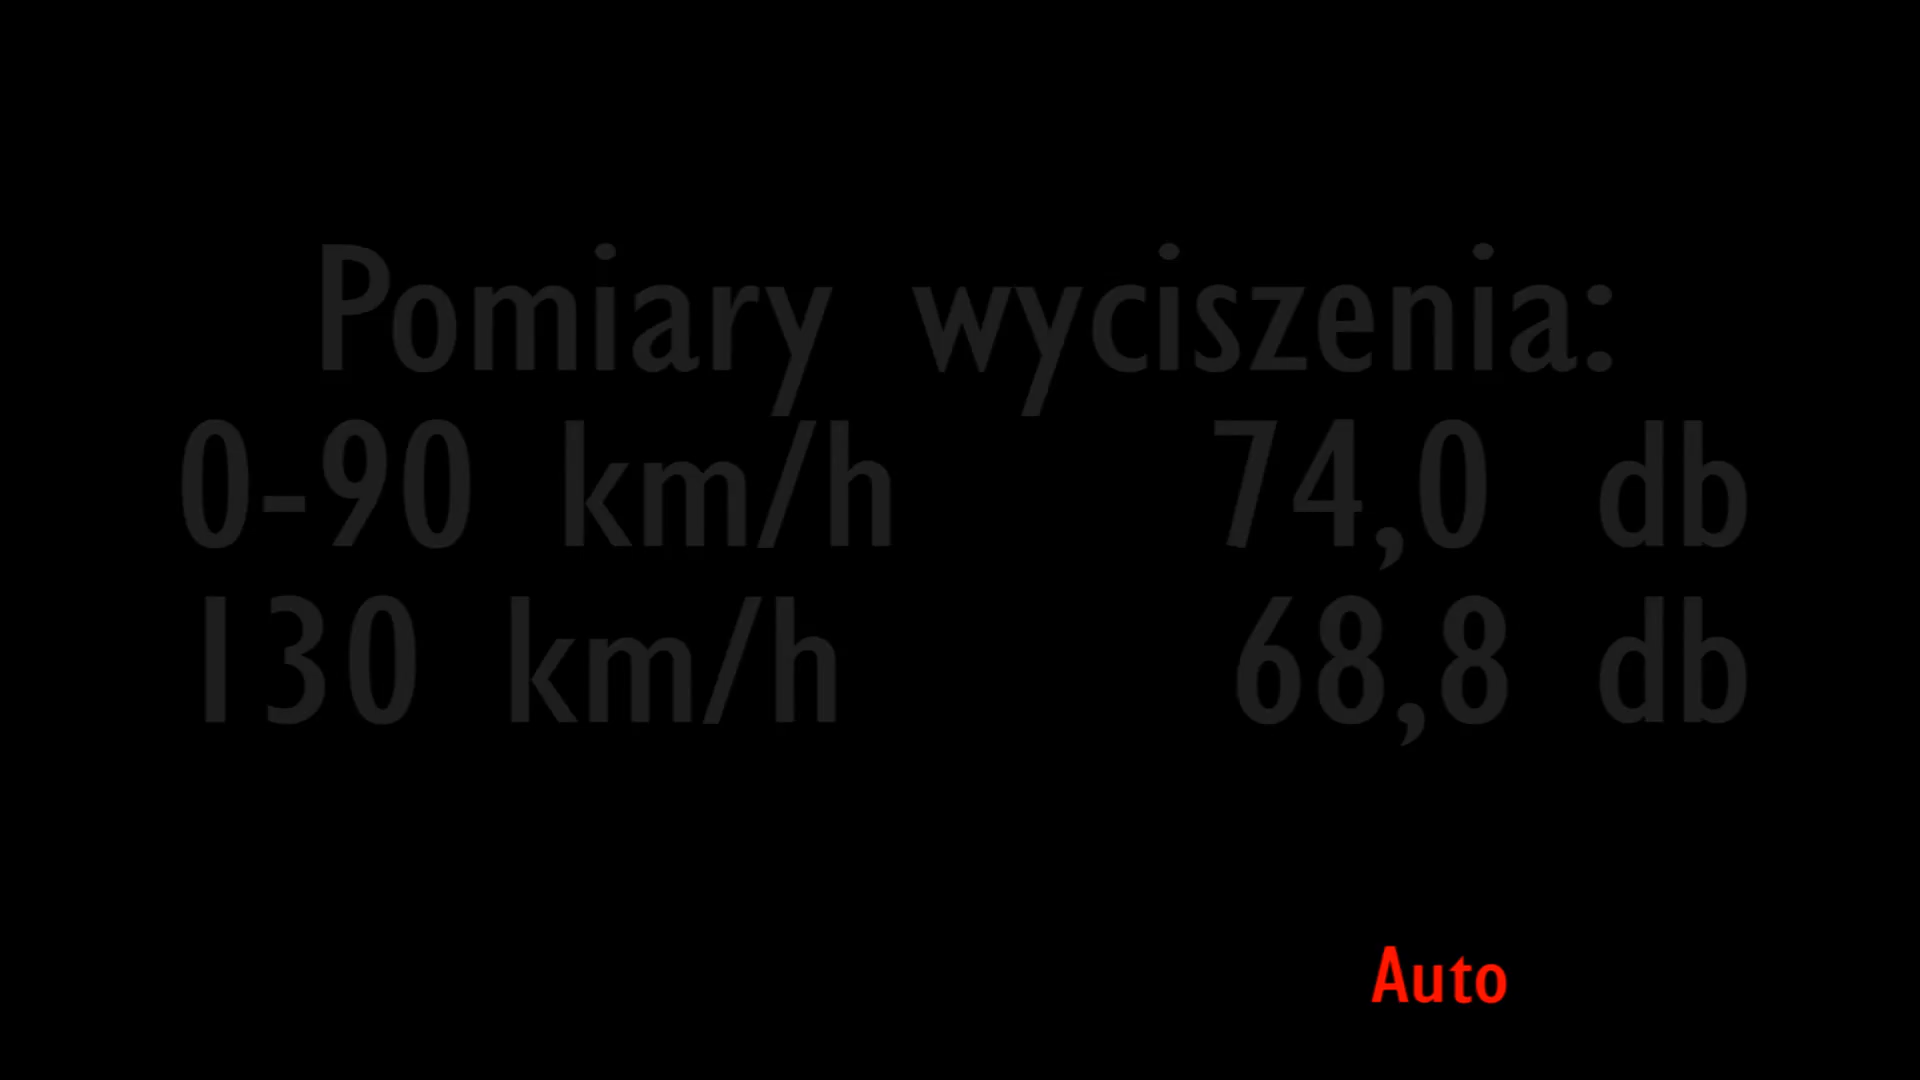 Pomiary wyciszenia:
0-90 km/h 74,0 db
130 km/h 68,8 db
Auto